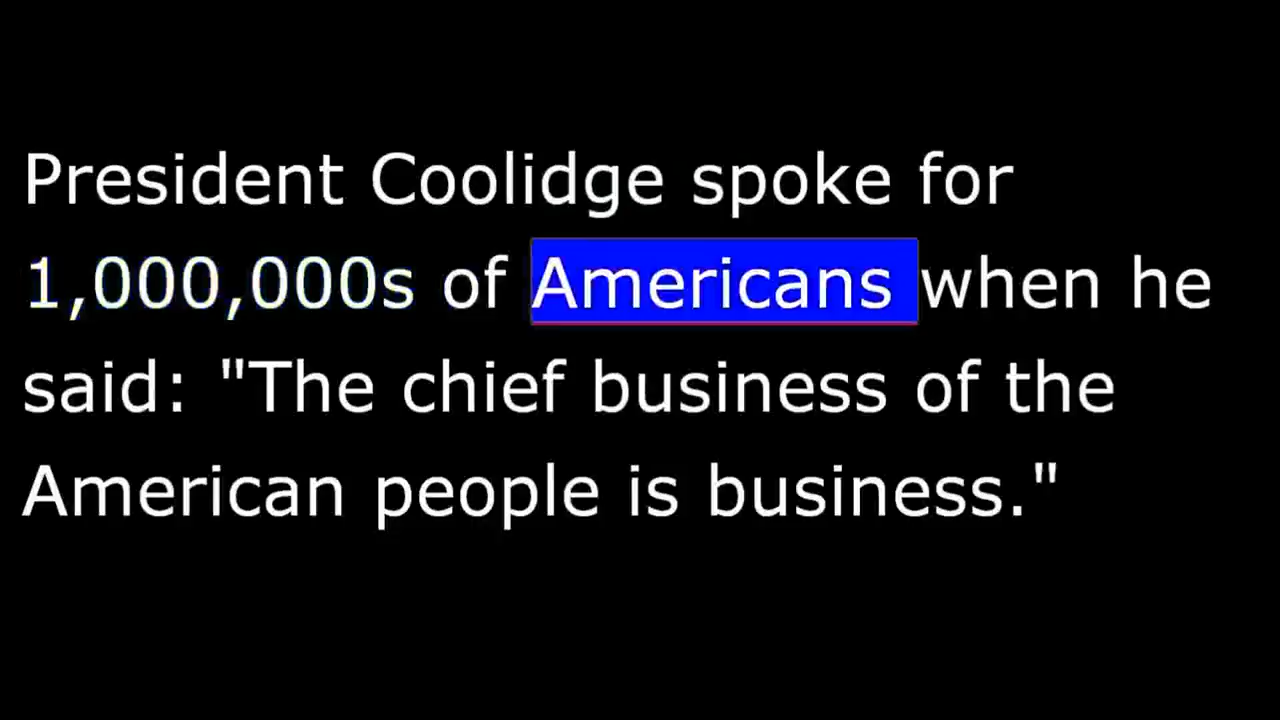 President Coolidge spoke for
1,000,000s of Americans when he
said: "The chief business of the
American people is business."